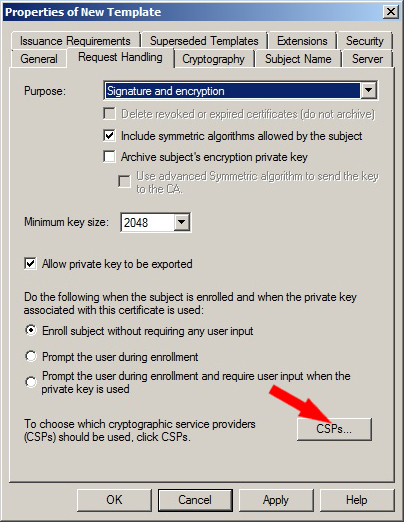 Properties of New Template
Issuance Requirements Superseded Templates Extensions Security
General Request Handling Cryptography Subject Name Server
Purpose: Signature and encryption
Delete revoked or expired certificates (do not archive)
Include symmetric algorithms allowed by the subject
Archive subject's encryption private key
Use advanced Symmetric algorithm to send the key
to the CA.
Minimum key size: 2048
Allow private key to be exported
Do the following when the subject is enrolled and when the private key
associated with this certificate is used:
Enroll subject without requiring any user input
Prompt the user during enrollment
Prompt the user during enrollment and require user input when the
private key is used
To choose which cryptographic service providers
(CSPs) should be used, click CSPs.
CSPs...
OK Cancel Apply Help